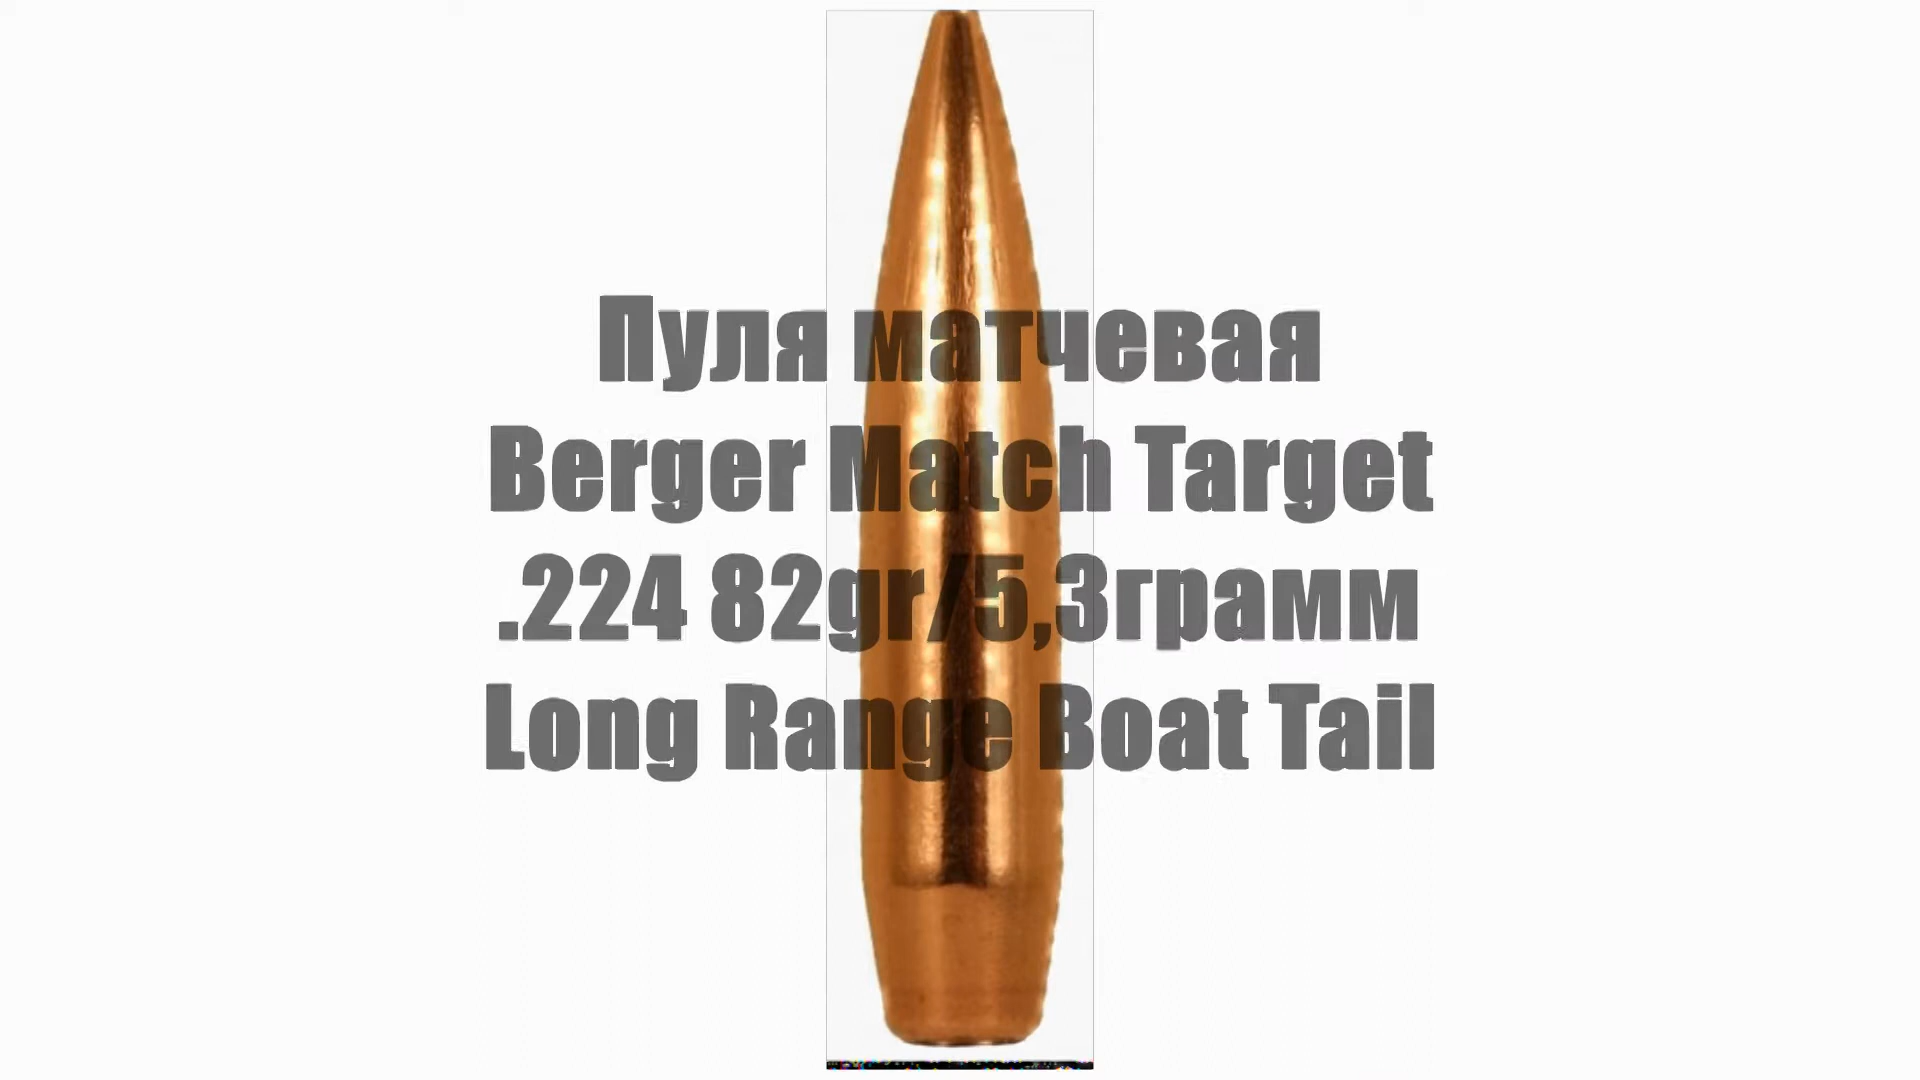 Пуля матчевая
Berger Match Target
.224 82gr/5,3грамм
Long Range Boat Tail